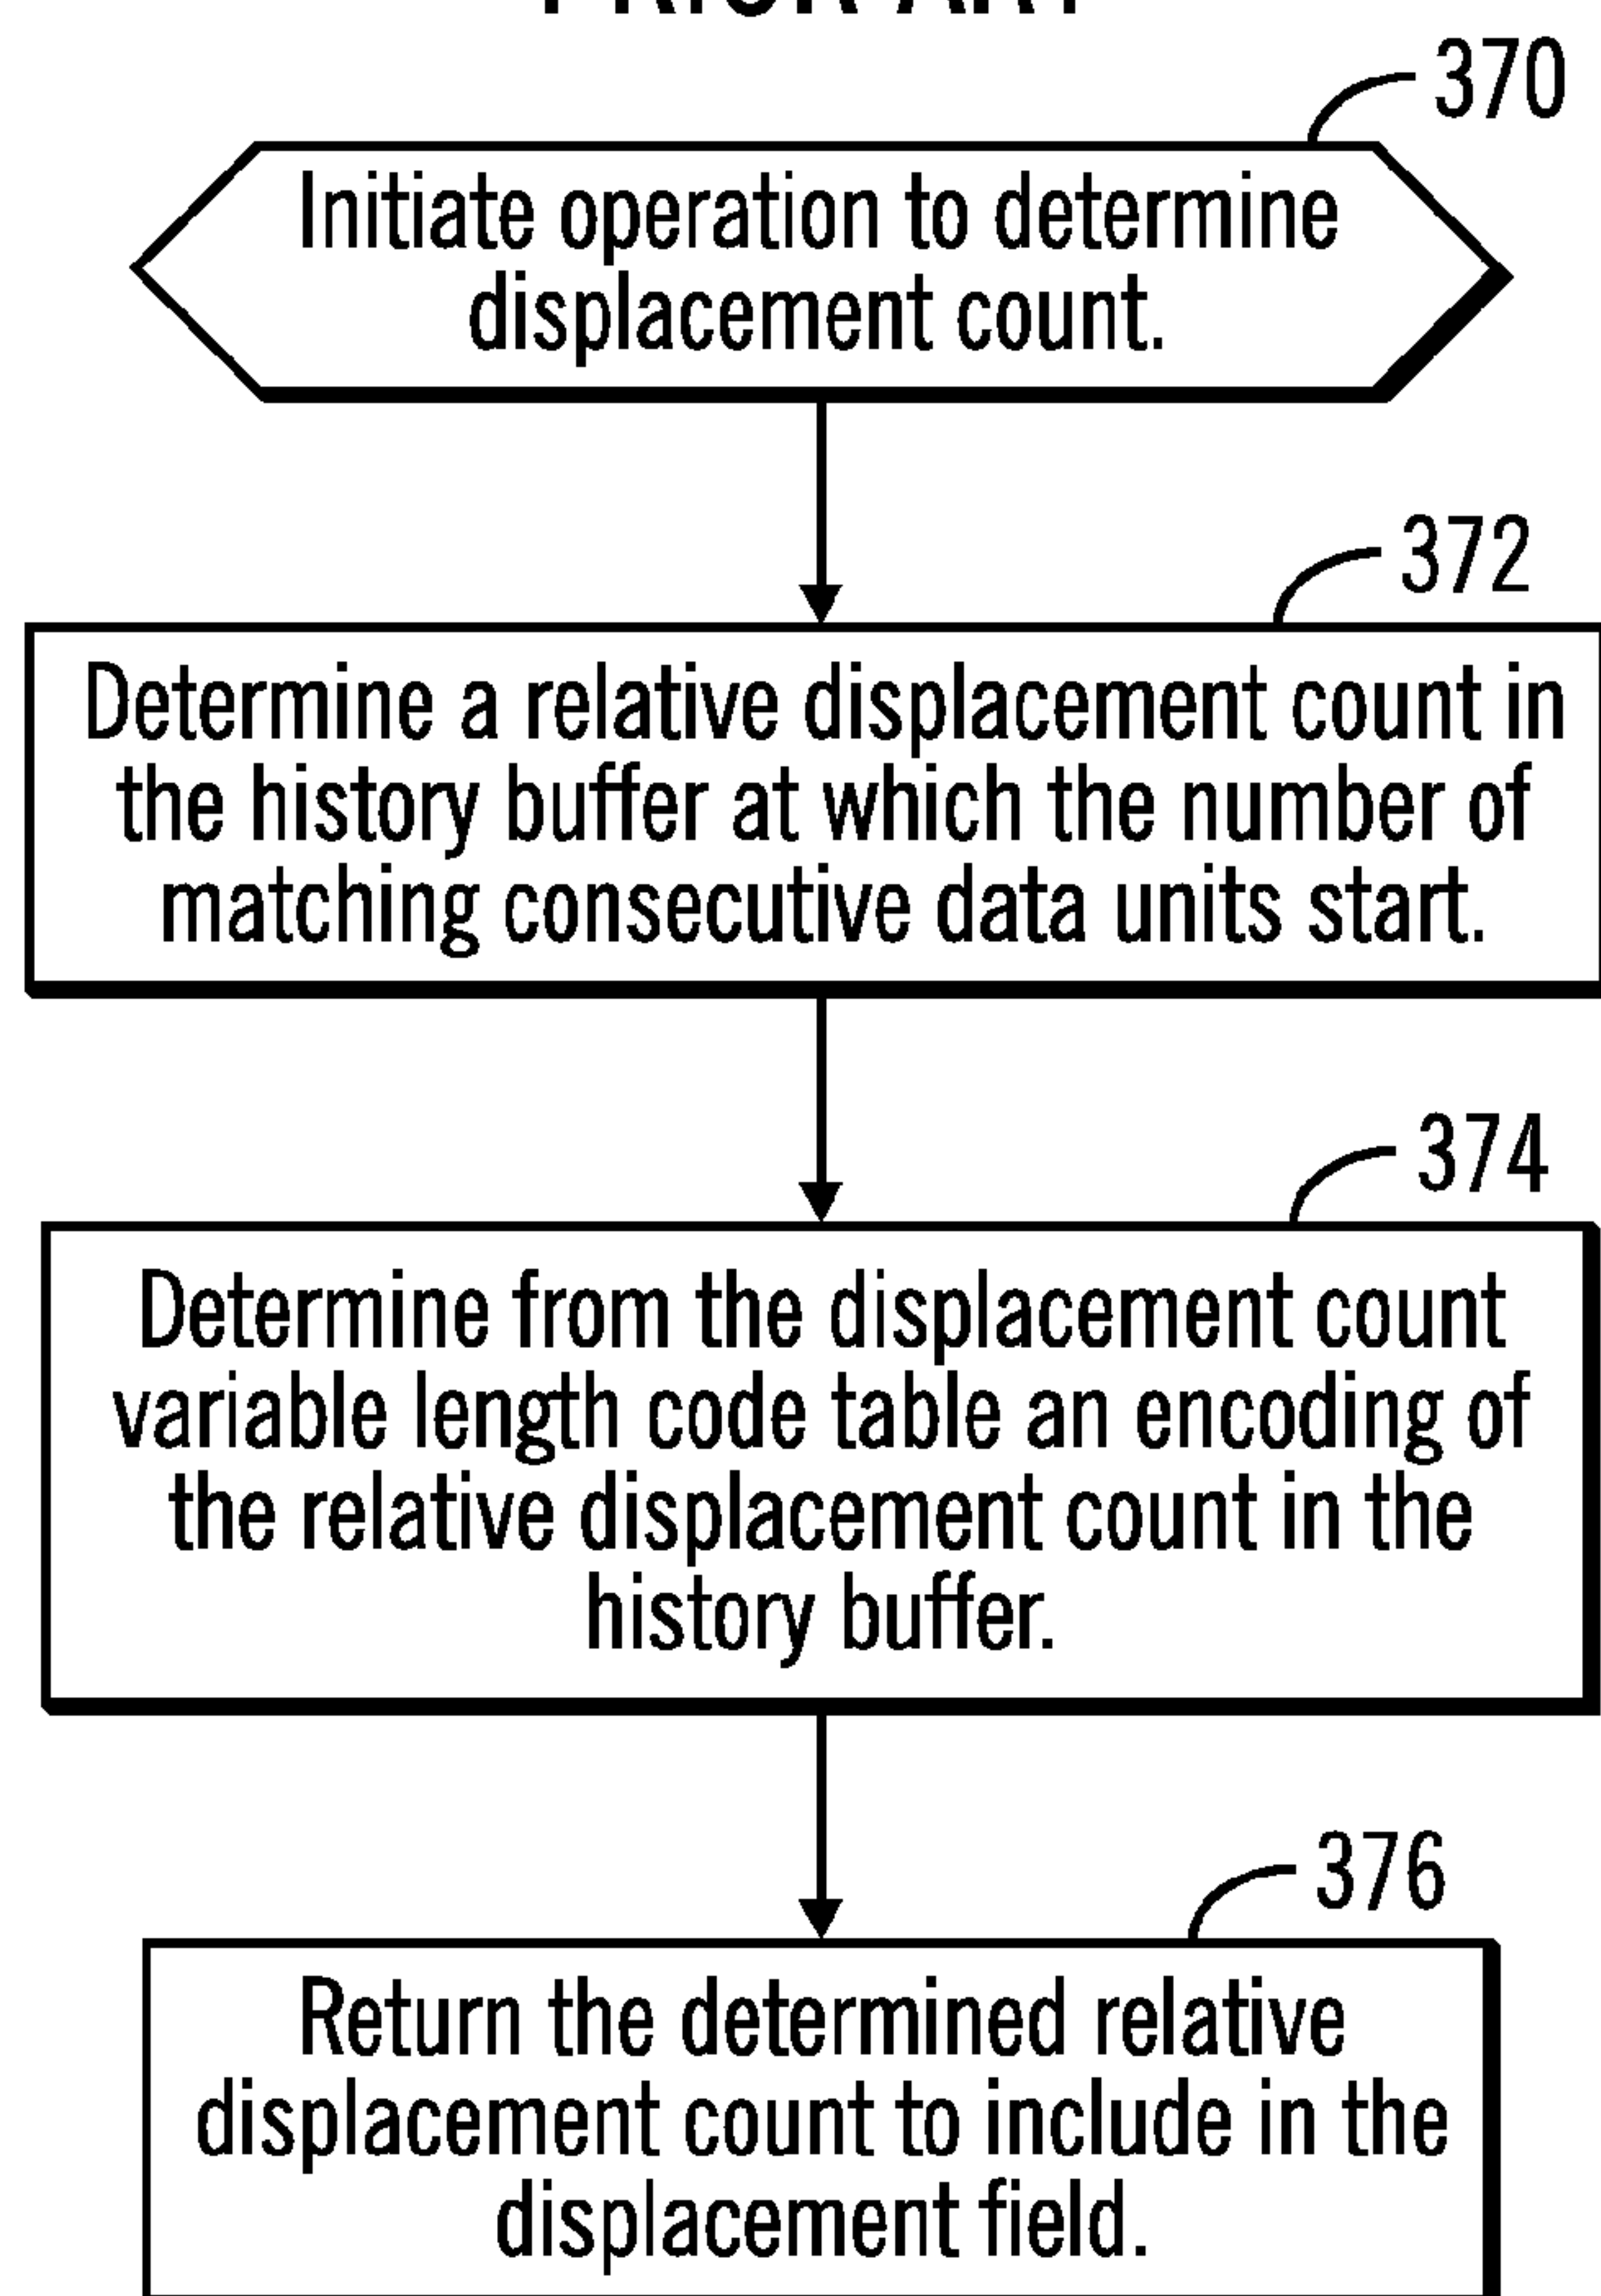 PRIOR ART
370
Initiate operation to determine
displacement count.
372
Determine a relative displacement count in
the history buffer at which the number of
matching consecutive data units start.
374
Determine from the displacement count
variable length code table an encoding of
the relative displacement count in the
history buffer.
376
Return the determined relative
displacement count to include in the
displacement field.